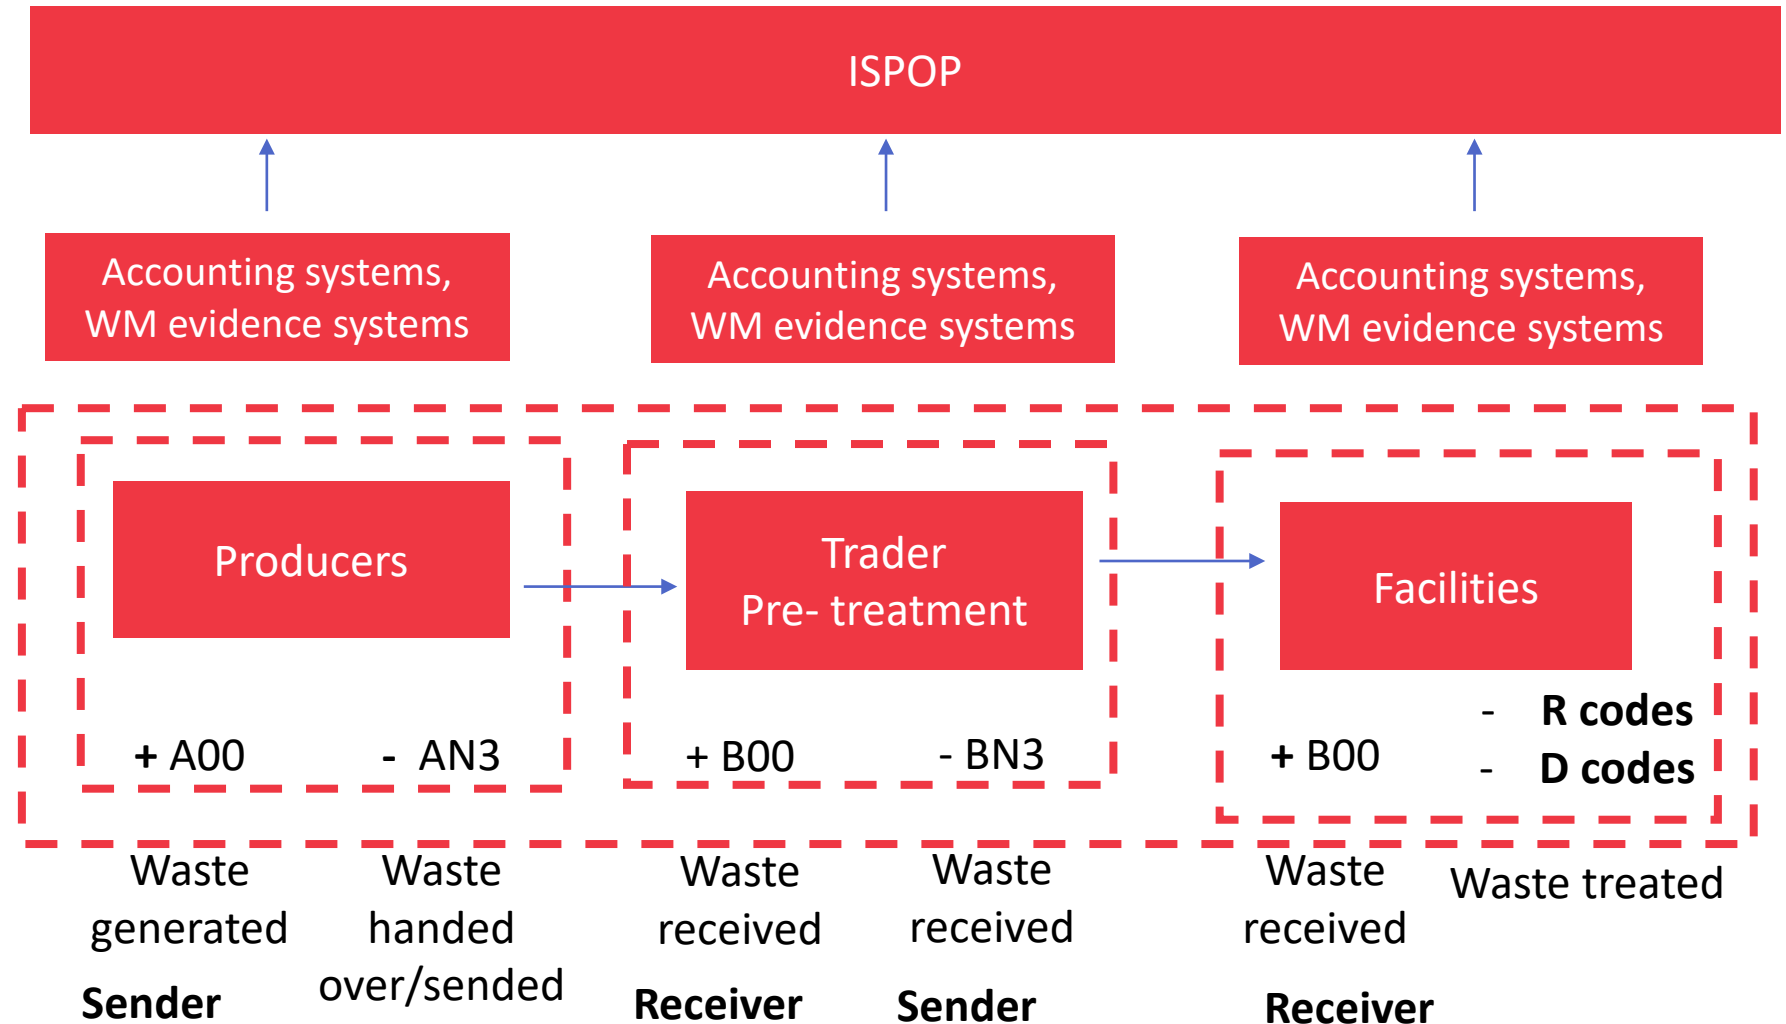 ISPOP
Accounting systems,
WM evidence systems
Accounting systems,
WM evidence systems
Accounting systems,
WM evidence systems
Producers
Trader
Pre- treatment
Facilities
+ A00
- AN3
+ B00
- BN3
+ B00
- R codes
- D codes
Waste
generated
Sender
Waste
handed
over/sended
Waste
received
Receiver
Waste
received
Sender
Waste
received
Receiver
Waste treated